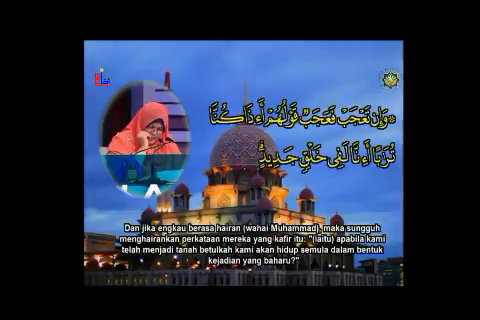 وَإِن تَعْجَبْ فَعَجَبٌ قَوْلُهُمْ أَءِذَا كُنَّا
تُرَٰبًا أَءِنَّا لَفِى خَلْقٍ جَدِيدٍ ۗ
Dan jika engkau berasa hairan (wahai Muhammad), maka sungguh
menghairankan perkataan mereka yang kafir itu: "(iaitu) apabila kami
telah menjadi tanah betulkah kami akan hidup semula dalam bentuk
kejadian yang baharu?"